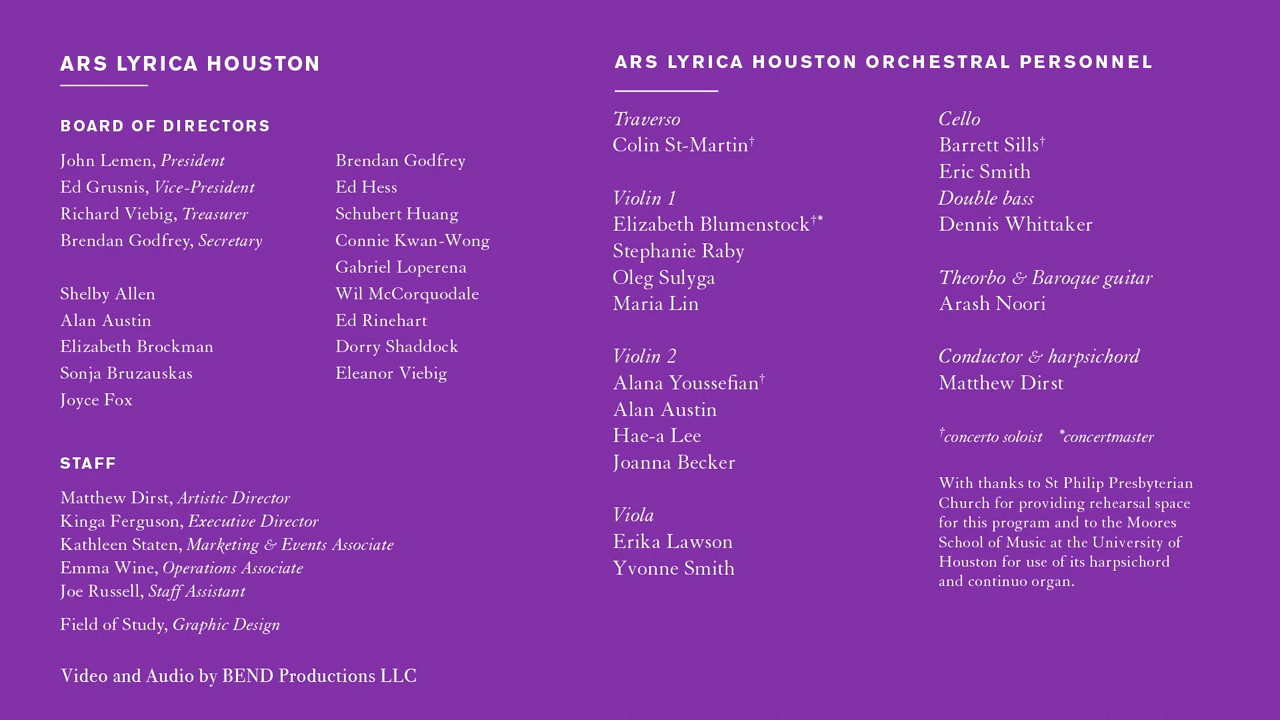 ARS LYRICA HOUSTON
BOARD OF DIRECTORS
John Lemen, President
Ed Grusnis, Vice-President
Richard Viebig, Treasurer
Brendan Godfrey, Secretary
Shelby Allen
Alan Austin
Elizabeth Brockman
Sonja Bruzauskas
Joyce Fox
Brendan Godfrey
Ed Hess
Schubert Huang
Connie Kwan-Wong
Gabriel Loperena
Wil McCorquodale
Ed Rinehart
Dorry Shaddock
Eleanor Viebig
STAFF
Matthew Dirst, Artistic Director
Kinga Ferguson, Executive Director
Kathleen Staten, Marketing & Events Associate
Emma Wine, Operations Associate
Joe Russell, Staff Assistant
Field of Study, Graphic Design
Video and Audio by BEND Productions LLC
ARS LYRICA HOUSTON ORCHESTRAL PERSONNEL
Traverso
Colin St-Martin†
Violin 1
Elizabeth Blumenstock†*
Stephanie Raby
Oleg Sulyga
Maria Lin
Violin 2
Alana Youssefian†
Alan Austin
Hae-a Lee
Joanna Becker
Viola
Erika Lawson
Yvonne Smith
Cello
Barrett Sills†
Eric Smith
Double bass
Dennis Whittaker
Theorbo & Baroque guitar
Arash Noori
Conductor & harpsichord
Matthew Dirst
†concerto soloist *concertmaster
With thanks to St Philip Presbyterian
Church for providing rehearsal space
for this program and to the Moores
School of Music at the University of
Houston for use of its harpsichord
and continuo organ.